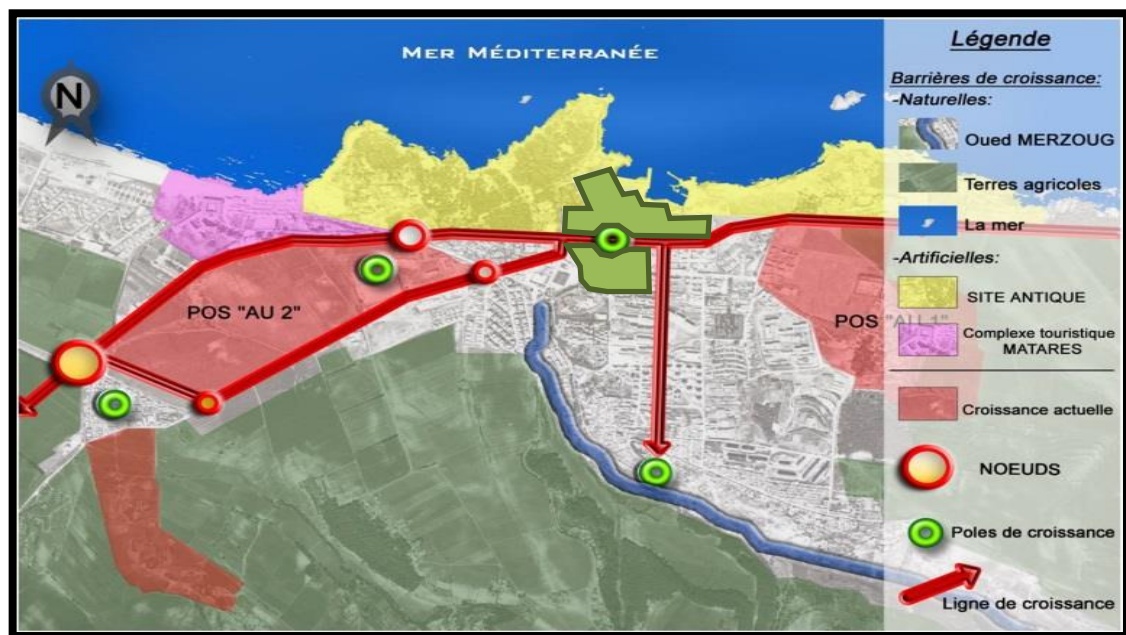 MER MÉDITERRANÉE
N
POS "AU 2"
POS "AU 1"
Légende
Barrières de croissance:
-Naturelles:
Oued MERZOUG
Terres agricoles
La mer
-Artificielles:
SITE ANTIQUE
Complexe touristique
MATARES
Croissance actuelle
NOEUDS
Poles de croissance
Ligne de croissance